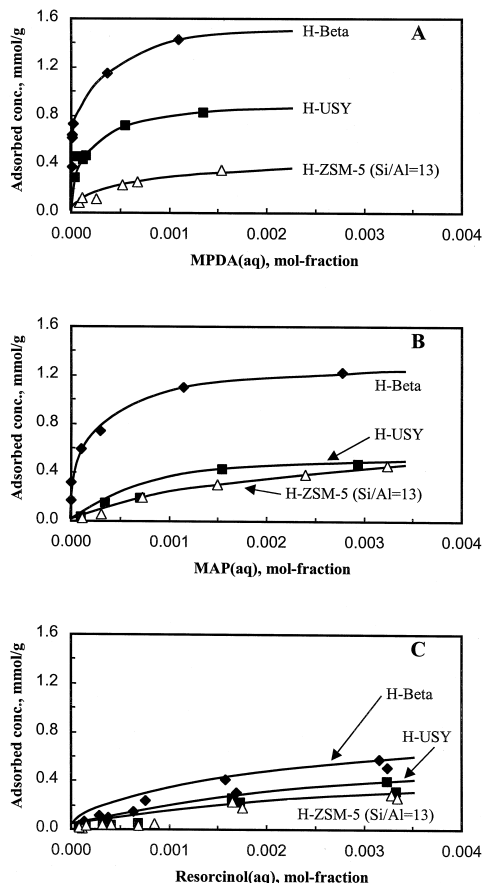 1.6
A
H-Beta
1.2
0.8
H-USY
0.4
H-ZSM-5 (Si/Al=13)
0.0
Adsorbed conc., mmol/g
0.000 0.001 0.002 0.003 0.004
MPDA(aq), mol-fraction
1.6
B
1.2
H-Beta
0.8
H-USY
0.4
H-ZSM-5 (Si/Al=13)
0.0
Adsorbed conc., mmol/g
0.000 0.001 0.002 0.003 0.004
MAP(aq), mol-fraction
1.6
C
1.2
H-Beta
0.8
H-USY
0.4
H-ZSM-5 (Si/Al=13)
0.0
Adsorbed conc., mmol/g
0.000 0.001 0.002 0.003 0.004
Resorcinol(aq), mol-fraction